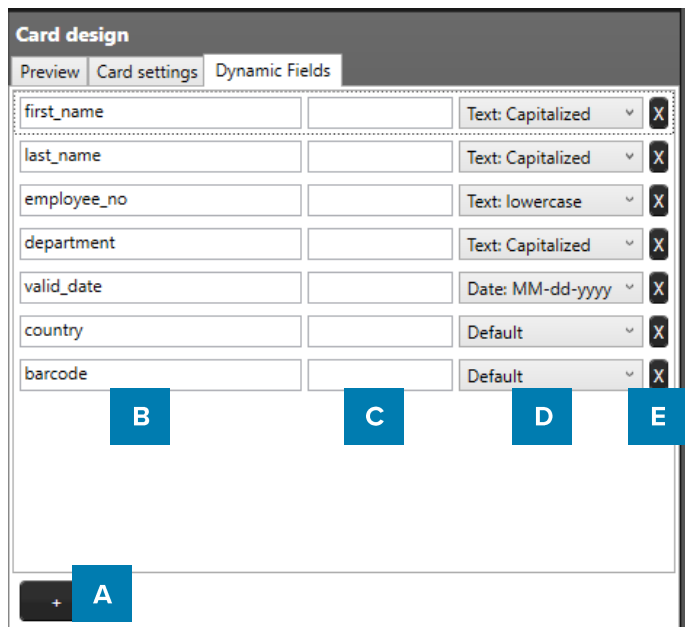 Card design
Preview Card settings Dynamic Fields
first_name Text: Capitalized X
last_name Text: Capitalized X
employee_no Text: lowercase X
department Text: Capitalized X
valid_date Date: MM-dd-yyyy X
country Default X
barcode Default X
B C D E
+ A